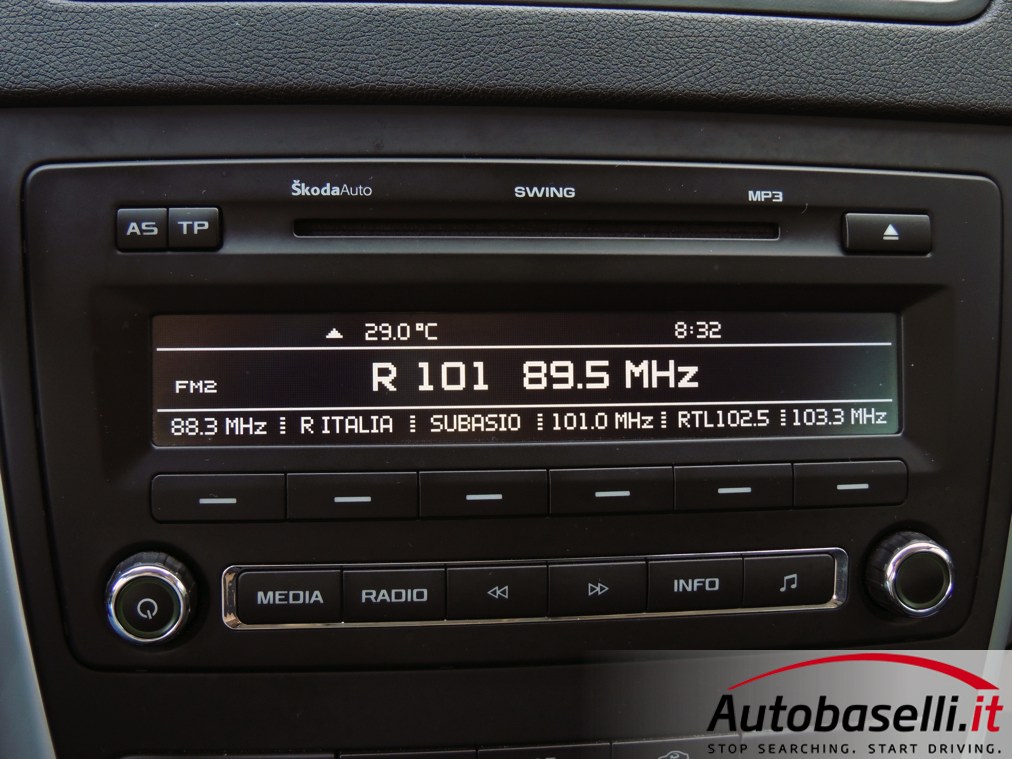 ŠkodaAuto SWING MP3
AS TP
29.0°C 8:32
FM2 R 101 89.5 MHz
88.3 MHz R ITALIA SUBASIO 101.0 MHz RTL102.5 103.3 MHz
MEDIA RADIO INFO
Autobaselli.it
STOP SEARCHING. START DRIVING.